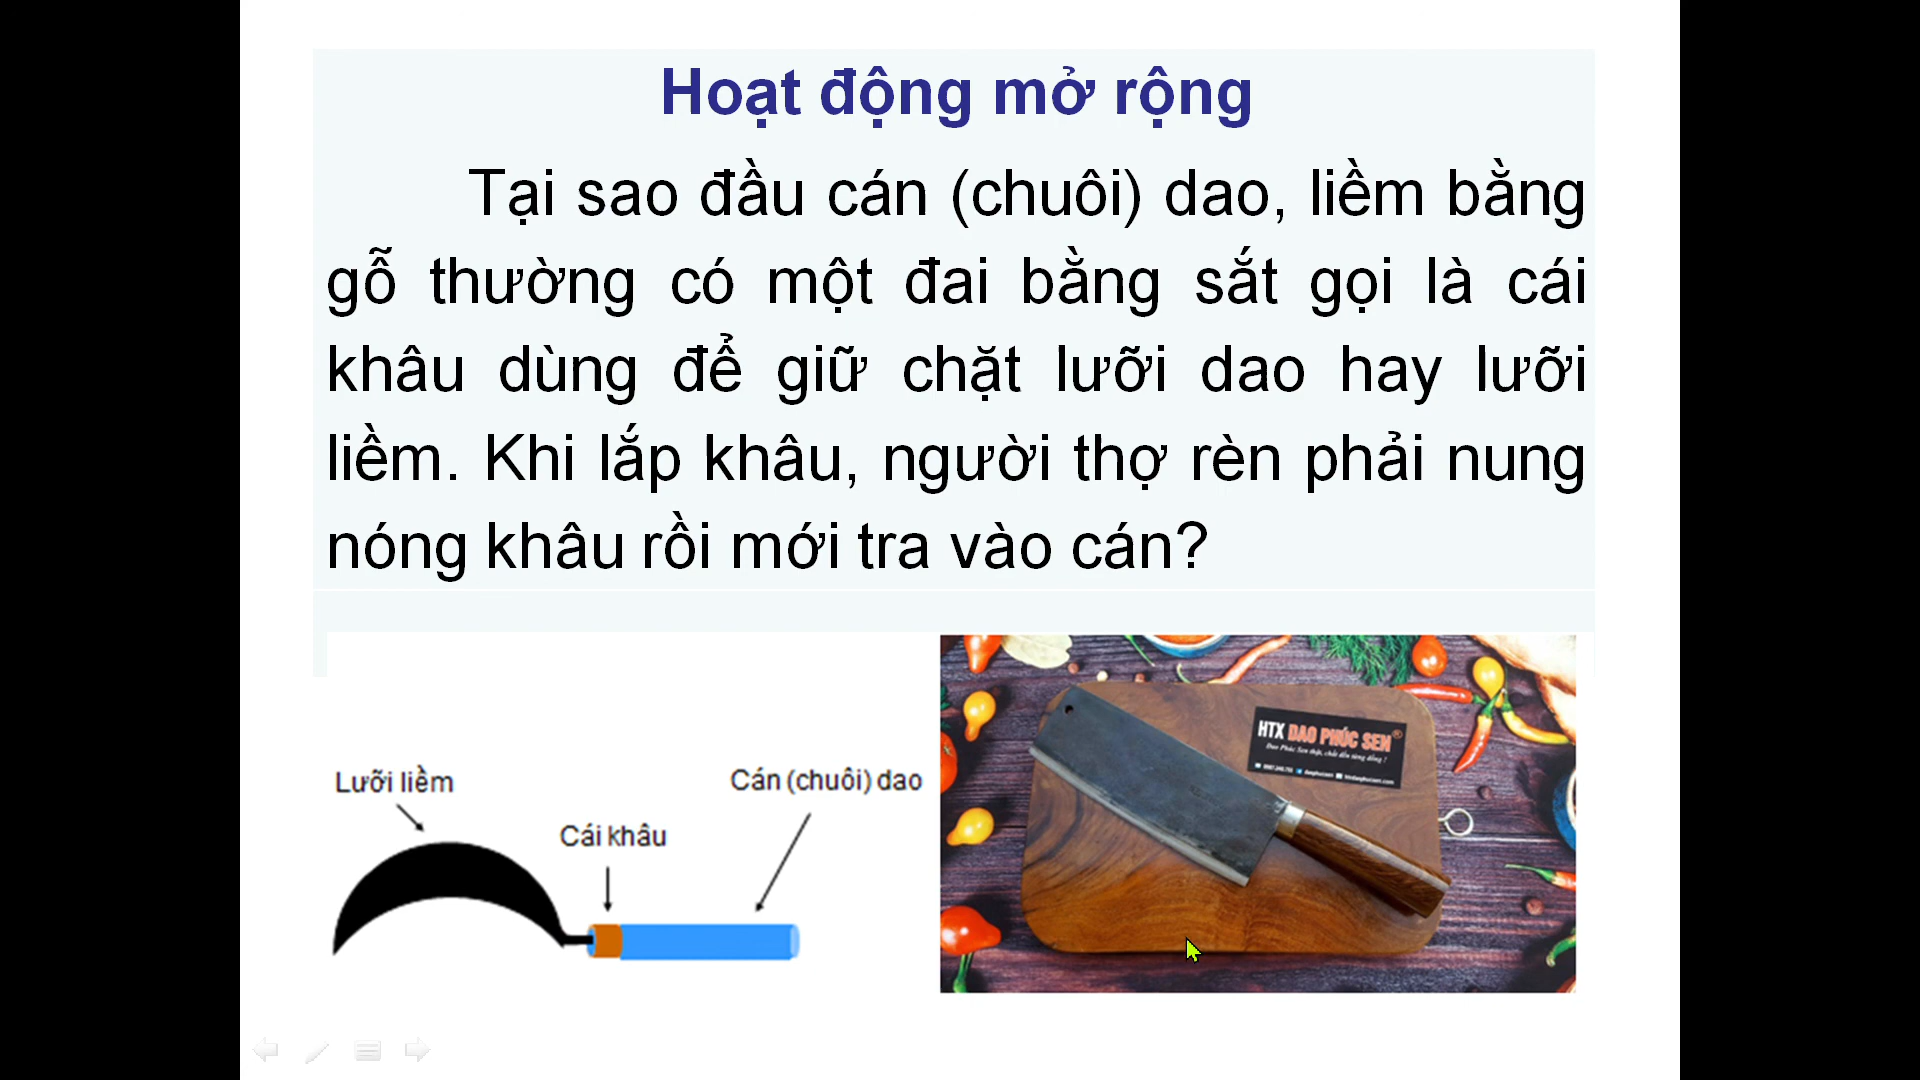 Hoạt động mở rộng
Tại sao đầu cán (chuôi) dao, liềm bằng
gỗ thường có một đai bằng sắt gọi là cái
khâu dùng để giữ chặt lưỡi dao hay lưỡi
liềm. Khi lắp khâu, người thợ rèn phải nung
nóng khâu rồi mới tra vào cán?
Lưỡi liềm
Cái khâu
Cán (chuôi) dao
HTX DAO PHÚC SEN®